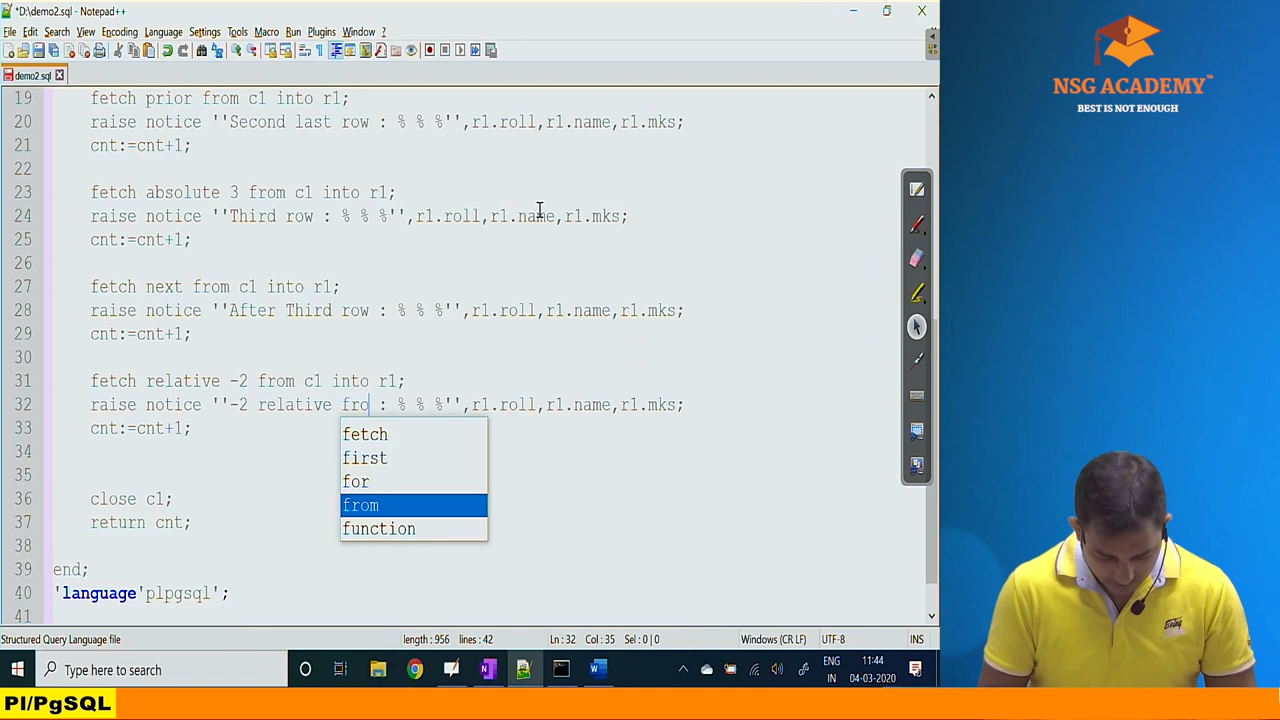 *D:\demo2.sql - Notepad++
File Edit Search View Encoding Language Settings Tools Macro Run Plugins Window ?
demo2.sql
19 fetch prior from c1 into r1;
20 raise notice ''Second last row : % % %'',r1.roll,r1.name,r1.mks;
21 cnt:=cnt+1;
22
23 fetch absolute 3 from c1 into r1;
24 raise notice ''Third row : % % %'',r1.roll,r1.name,r1.mks;
25 cnt:=cnt+1;
26
27 fetch next from c1 into r1;
28 raise notice ''After Third row : % % %'',r1.roll,r1.name,r1.mks;
29 cnt:=cnt+1;
30
31 fetch relative -2 from c1 into r1;
32 raise notice ''-2 relative fro : % % %'',r1.roll,r1.name,r1.mks;
33 cnt:=cnt+1;
fetch
first
for
from
function
34
35
36 close c1;
37 return cnt;
38
39 end;
40 'language'plpgsql';
41
Structured Query Language file length : 956 lines : 42 Ln : 32 Col : 35 Sel : 0 | 0 Windows (CR LF) UTF-8 INS
Type here to search
ENG
IN
11:44
04-03-2020
NSG ACADEMY™
BEST IS NOT ENOUGH
Pl/PgSQL